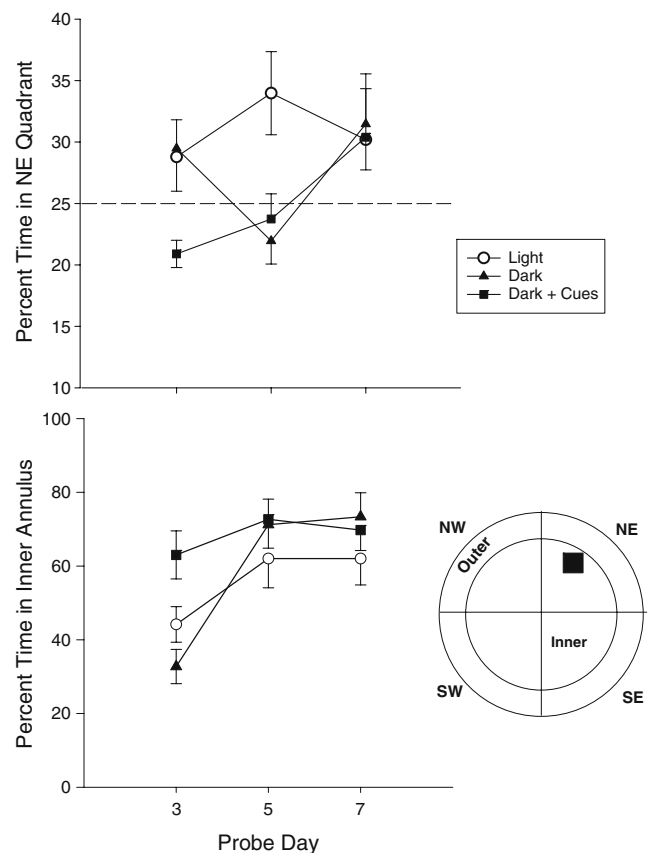 40
35
30
25
20
15
10
Percent Time in NE Quadrant
Light
Dark
Dark + Cues
100
80
60
40
20
0
Percent Time in Inner Annulus
3
5
7
Probe Day
NW
NE
Outer
Inner
SW
SE